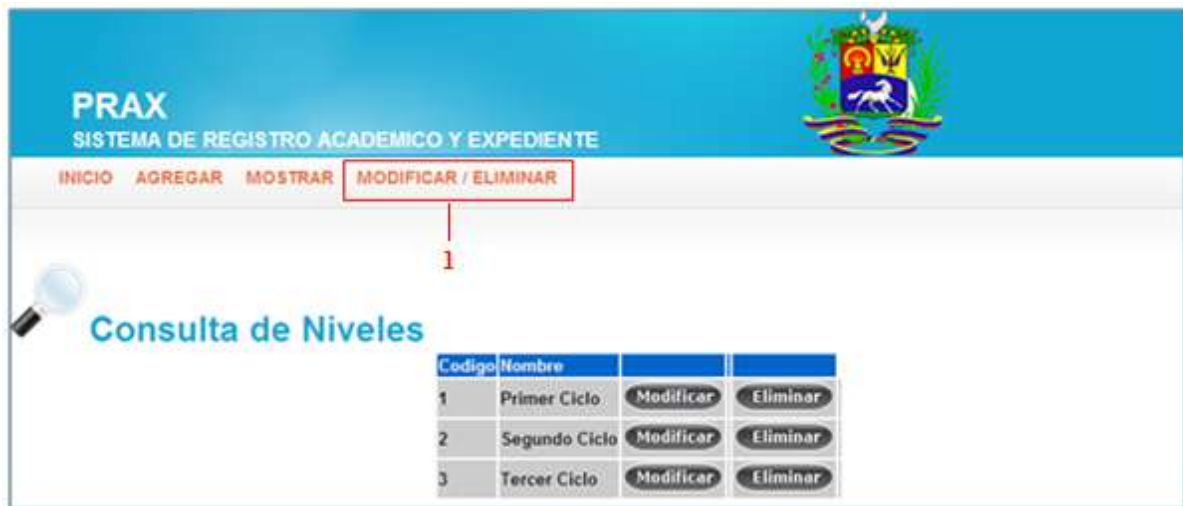 PRAX
SISTEMA DE REGISTRO ACADEMICO Y EXPEDIENTE
INICIO AGREGAR MOSTRAR MODIFICAR / ELIMINAR
1
Consulta de Niveles
Codigo Nombre
1 Primer Ciclo Modificar Eliminar
2 Segundo Ciclo Modificar Eliminar
3 Tercer Ciclo Modificar Eliminar